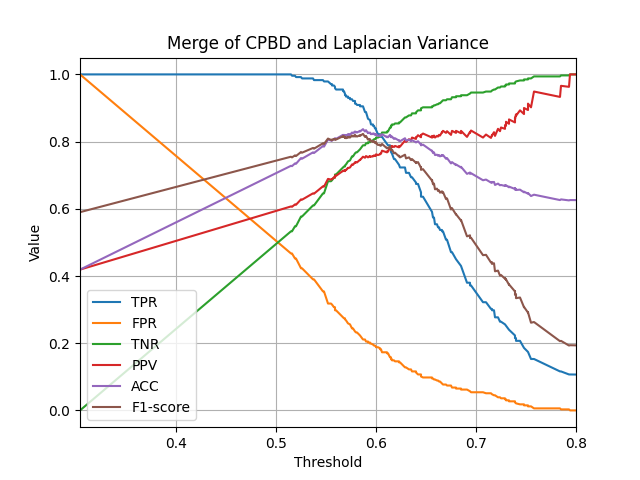 Merge of CPBD and Laplacian Variance
1.0
0.8
0.6
0.4
0.2
0.0
Value
TPR
FPR
TNR
PPV
ACC
F1-score
0.4
0.5
0.6
0.7
0.8
Threshold